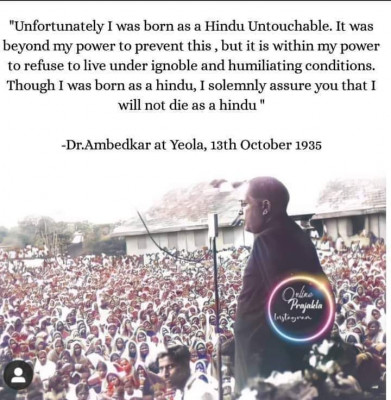 "Unfortunately I was born as a Hindu Untouchable. It was
beyond my power to prevent this , but it is within my power
to refuse to live under ignoble and humiliating conditions.
Though I was born as a hindu, I solemnly assure you that I
will not die as a hindu "
-Dr.Ambedkar at Yeola, 13th October 1935
Online
Prajakta
Instagram